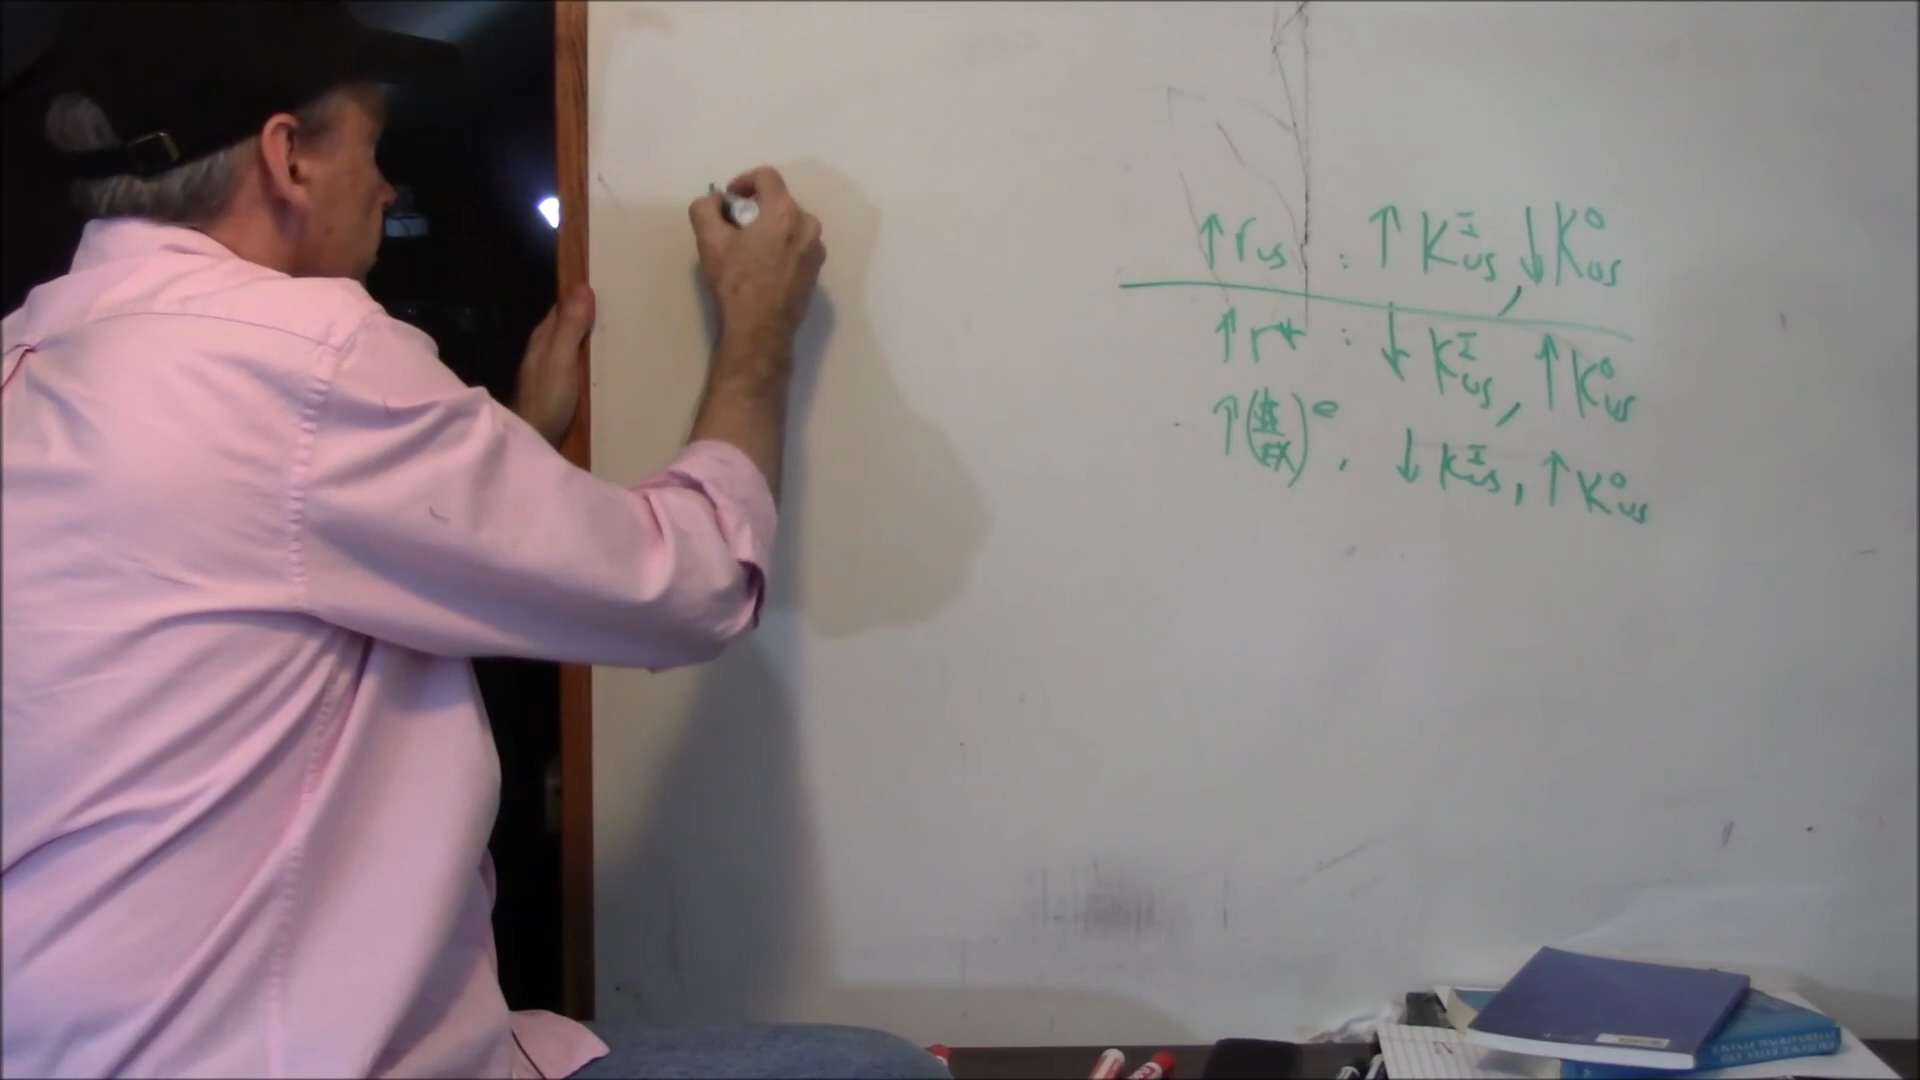 ↑ r_us : ↑ K^I_us, ↓ K^O_us
↑ r* : ↓ K^I_us, ↑ K^O_us
↑ ($/FX)^e, ↓ K^I_us, ↑ K^O_us